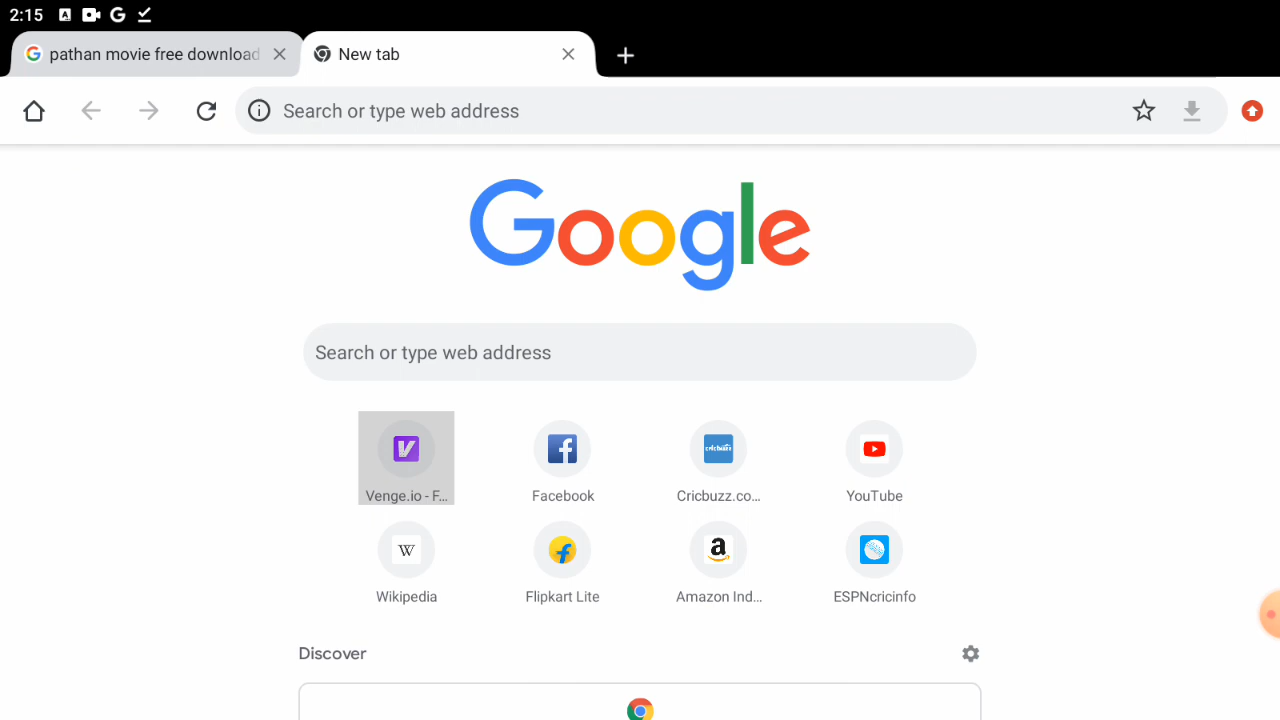 2:15
pathan movie free download
New tab
Search or type web address
Google
Search or type web address
Venge.io - F...
Facebook
Cricbuzz.co...
YouTube
Wikipedia
Flipkart Lite
Amazon Ind...
ESPNcricinfo
Discover